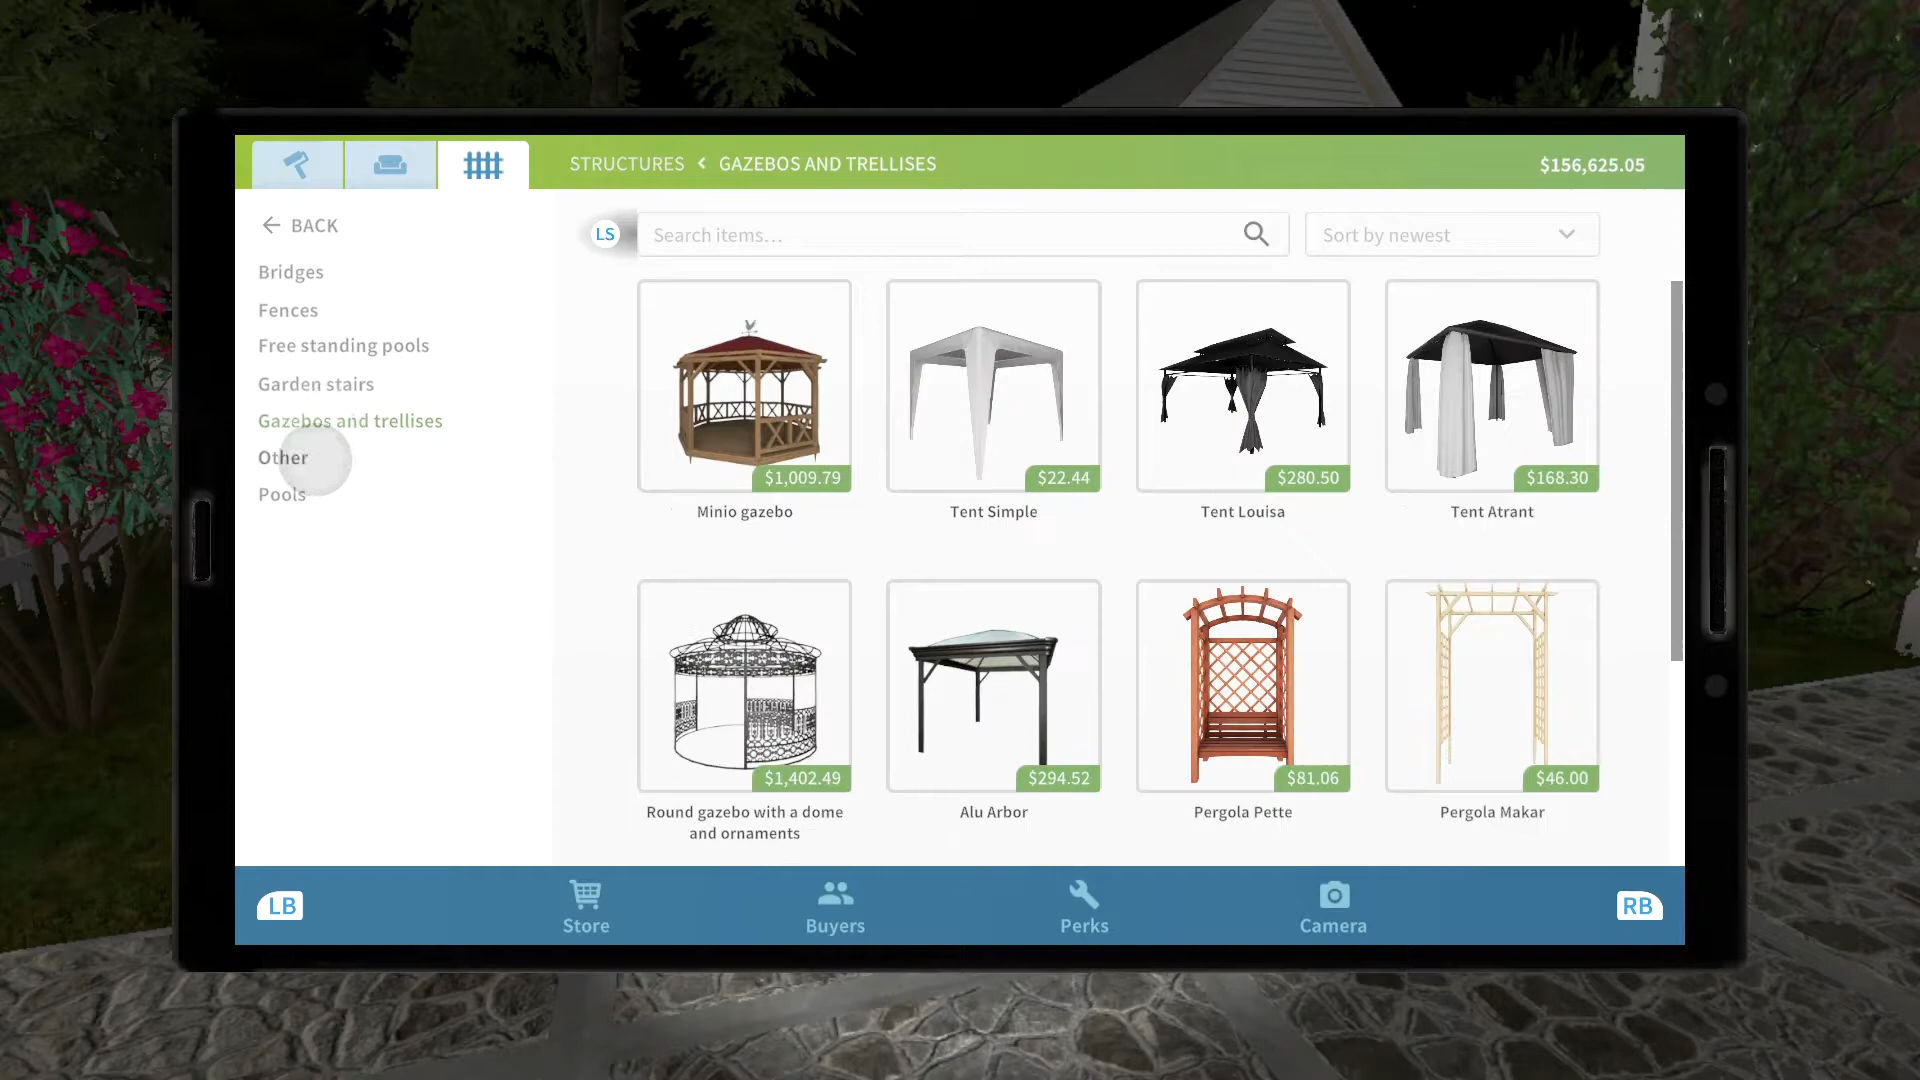 STRUCTURES < GAZEBOS AND TRELLISES
$156,625.05
BACK
Bridges
Fences
Free standing pools
Garden stairs
Gazebos and trellises
Other
Pools
LS
Search items...
Sort by newest
$1,009.79
$22.44
$280.50
$168.30
Minio gazebo
Tent Simple
Tent Louisa
Tent Atrant
$1,402.49
$294.52
$81.06
$46.00
Round gazebo with a dome
and ornaments
Alu Arbor
Pergola Pette
Pergola Makar
LB
Store
Buyers
Perks
Camera
RB